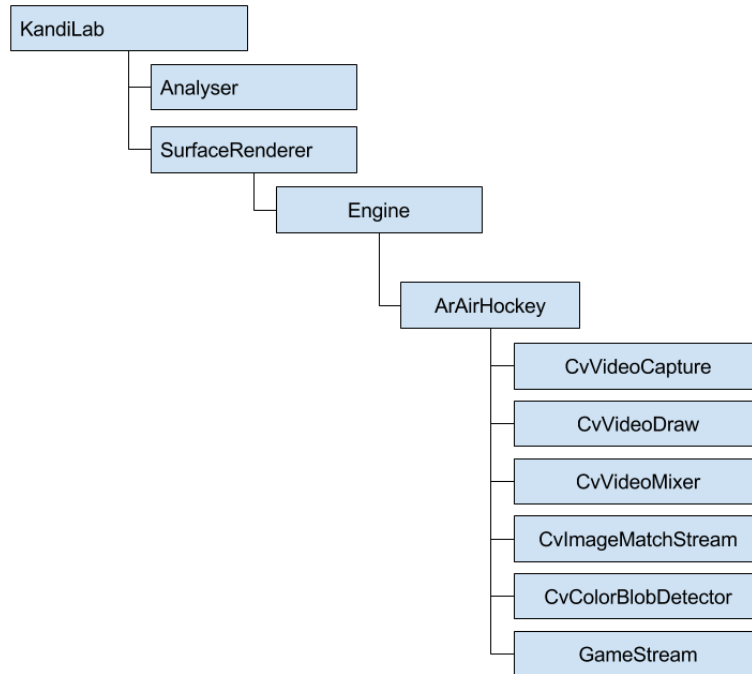 KandiLab
Analyser
SurfaceRenderer
Engine
ArAirHockey
CvVideoCapture
CvVideoDraw
CvVideoMixer
CvImageMatchStream
CvColorBlobDetector
GameStream